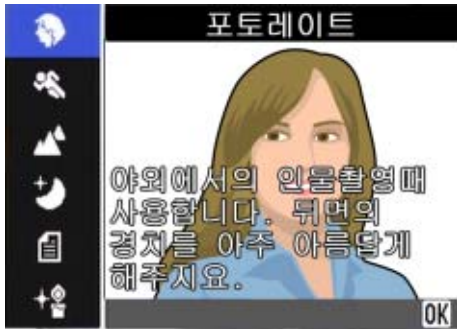 포토레이트
야외에서의 인물촬영때
사용합니다. 뒤면의
경치를 아주 아름답게
해주지요.
OK